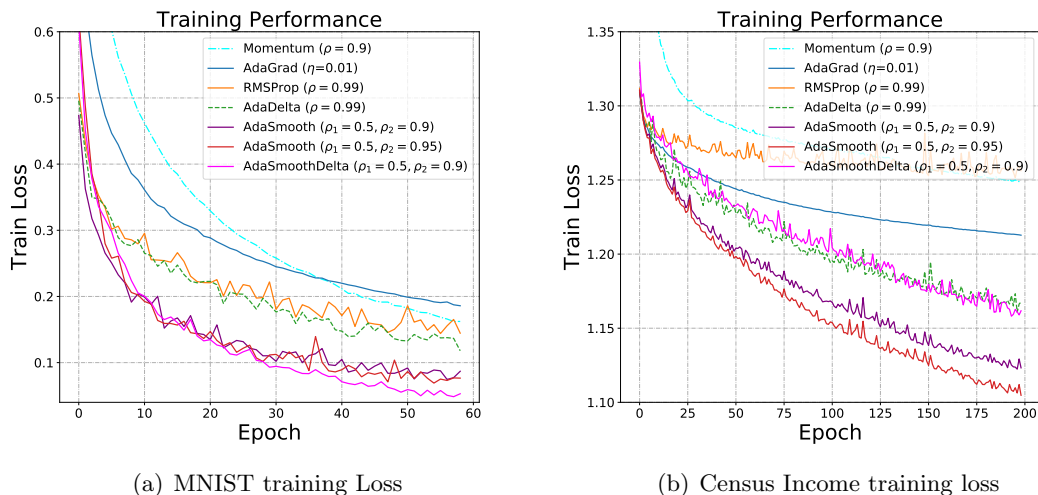 Training Performance
Train Loss
0.6
0.5
0.4
0.3
0.2
0.1
Momentum (ρ = 0.9)
AdaGrad (η=0.01)
RMSProp (ρ = 0.99)
AdaDelta (ρ = 0.99)
AdaSmooth (ρ₁ = 0.5, ρ₂ = 0.9)
AdaSmooth (ρ₁ = 0.5, ρ₂ = 0.95)
AdaSmoothDelta (ρ₁ = 0.5, ρ₂ = 0.9)
0 10 20 30 40 50 60
Epoch
(a) MNIST training Loss
Training Performance
Train Loss
1.35
1.30
1.25
1.20
1.15
1.10
Momentum (ρ = 0.9)
AdaGrad (η=0.01)
RMSProp (ρ = 0.99)
AdaDelta (ρ = 0.99)
AdaSmooth (ρ₁ = 0.5, ρ₂ = 0.9)
AdaSmooth (ρ₁ = 0.5, ρ₂ = 0.95)
AdaSmoothDelta (ρ₁ = 0.5, ρ₂ = 0.9)
0 25 50 75 100 125 150 175 200
Epoch
(b) Census Income training loss